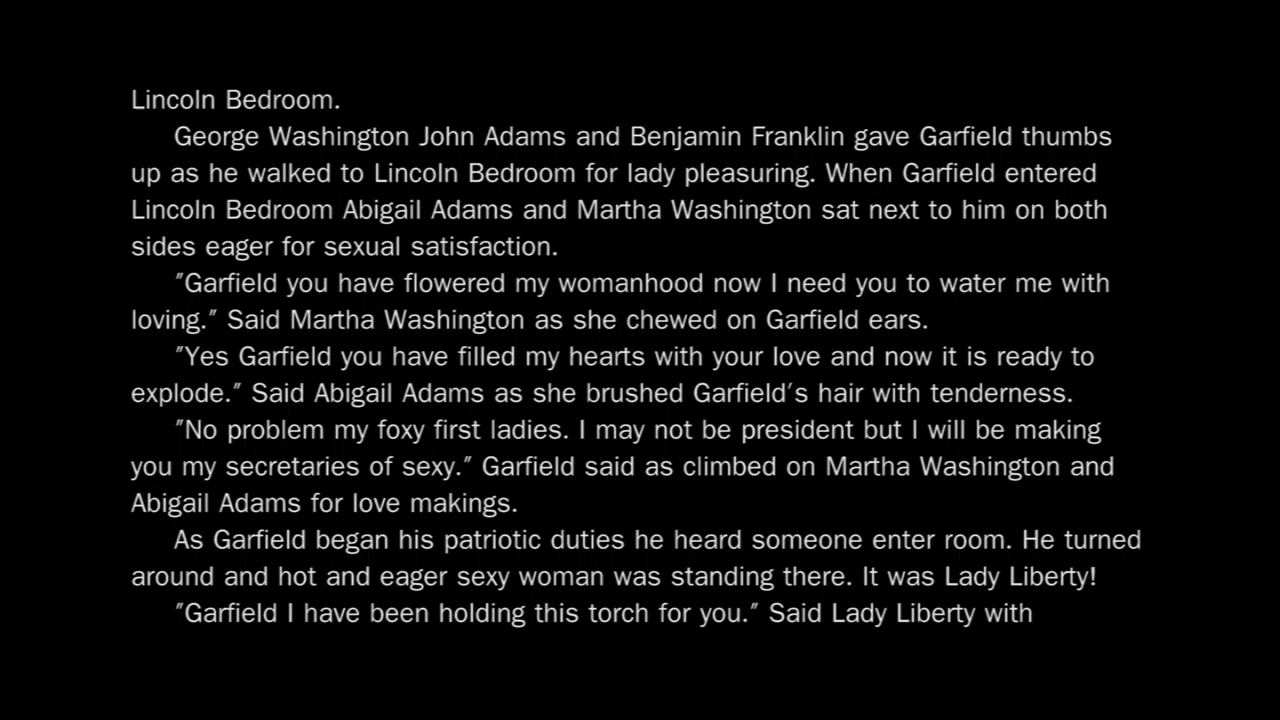 Lincoln Bedroom.
George Washington John Adams and Benjamin Franklin gave Garfield thumbs
up as he walked to Lincoln Bedroom for lady pleasuring. When Garfield entered
Lincoln Bedroom Abigail Adams and Martha Washington sat next to him on both
sides eager for sexual satisfaction.
"Garfield you have flowered my womanhood now I need you to water me with
loving." Said Martha Washington as she chewed on Garfield ears.
"Yes Garfield you have filled my hearts with your love and now it is ready to
explode." Said Abigail Adams as she brushed Garfield's hair with tenderness.
"No problem my foxy first ladies. I may not be president but I will be making
you my secretaries of sexy." Garfield said as climbed on Martha Washington and
Abigail Adams for love makings.
As Garfield began his patriotic duties he heard someone enter room. He turned
around and hot and eager sexy woman was standing there. It was Lady Liberty!
"Garfield I have been holding this torch for you." Said Lady Liberty with